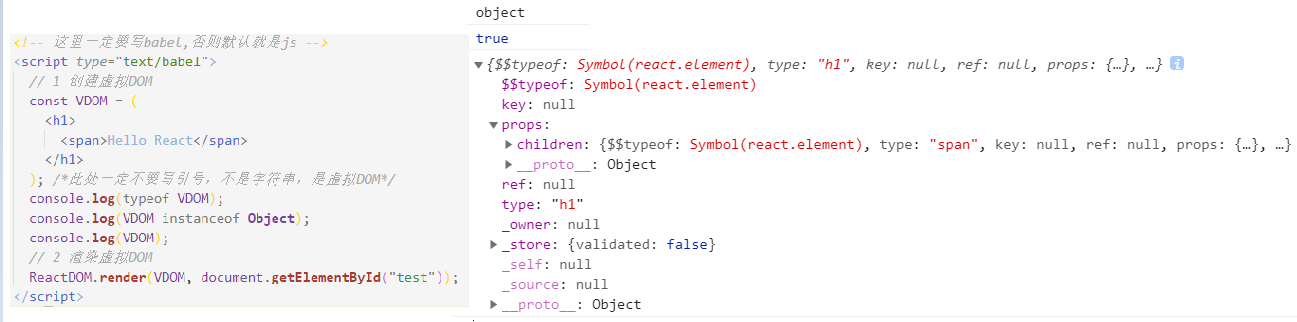 <!-- 这里一定要写babel,否则默认就是js -->
<script type="text/babel">
// 1 创建虚拟DOM
const VDOM = (
<h1>
<span>Hello React</span>
</h1>
); /*此处一定不要写引号，不是字符串，是虚拟DOM*/
console.log(typeof VDOM);
console.log(VDOM instanceof Object);
console.log(VDOM);
// 2 渲染虚拟DOM
ReactDOM.render(VDOM, document.getElementById("test"));
</script>
object
true
▼{$$typeof: Symbol(react.element), type: "h1", key: null, ref: null, props: {…}, …} i
$$typeof: Symbol(react.element)
key: null
▼props:
▶children: {$$typeof: Symbol(react.element), type: "span", key: null, ref: null, props: {…}, …}
▶__proto__: Object
ref: null
type: "h1"
_owner: null
▶_store: {validated: false}
_self: null
_source: null
▶__proto__: Object